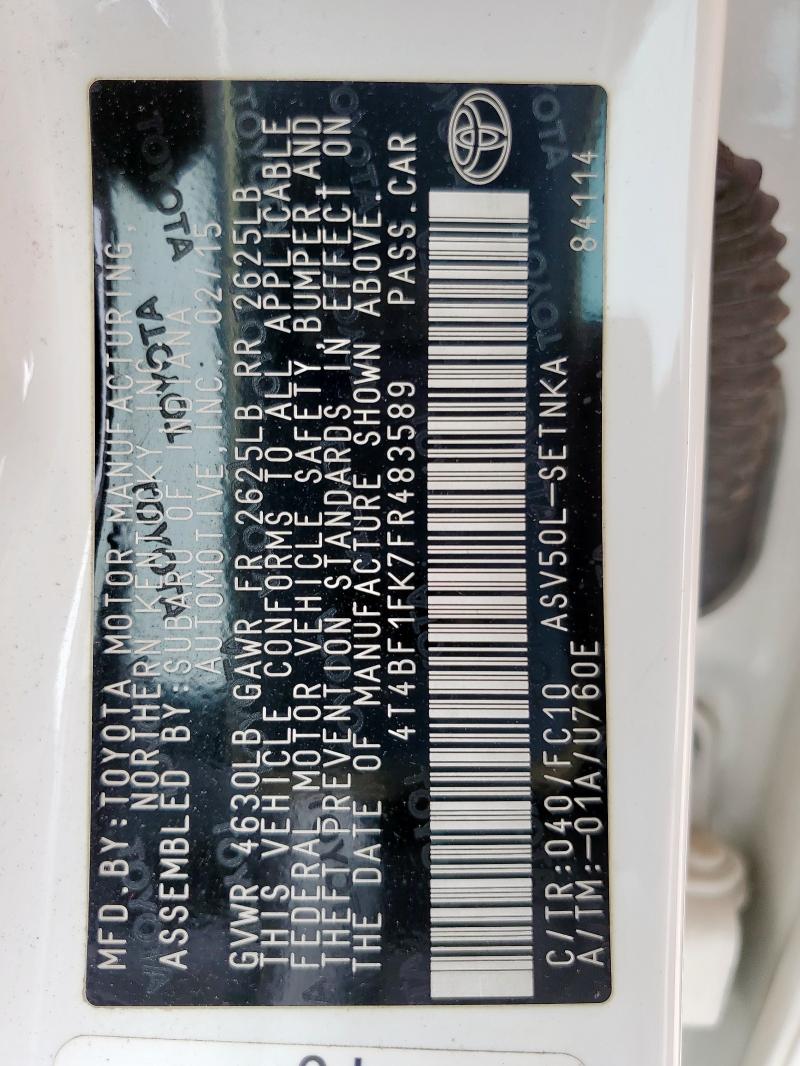 MFD.BY:TOYOTA MOTOR MANUFACTURING,
NORTHERN KENTUCKY, INC.
ASSEMBLED BY:SUBARU OF INDIANA
AUTOMOTIVE, INC. 02/15
GVWR 4630LB GAWR FR 2625LB RR 2625LB
THIS VEHICLE CONFORMS TO ALL APPLICABLE
FEDERAL MOTOR VEHICLE SAFETY, BUMPER AND
THEFT PREVENTION STANDARDS IN EFFECT ON
THE DATE OF MANUFACTURE SHOWN ABOVE.
4T4BF1FK7FR483589 PASS.CAR
C/TR:040/FC10 ASV50L-SETNKA
A/TM:-01A/U760E 84114